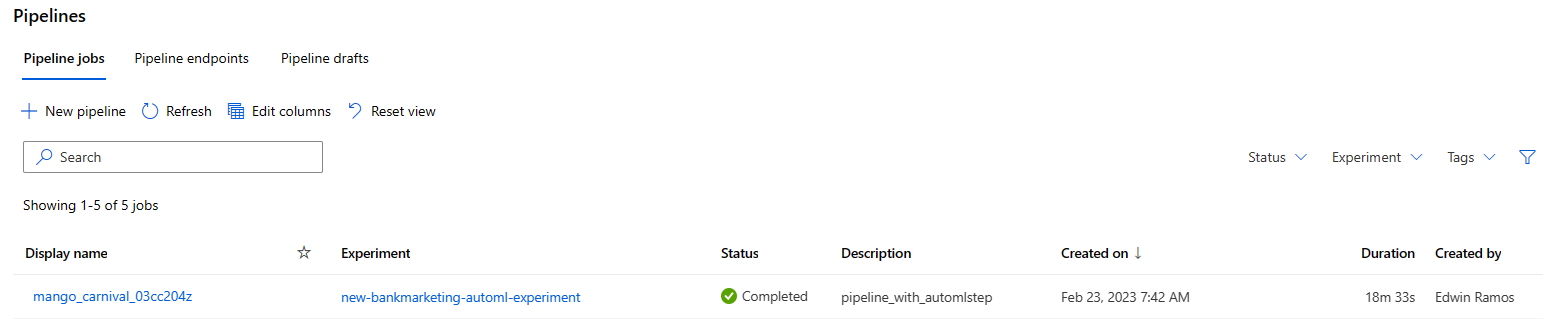 Pipelines
Pipeline jobs Pipeline endpoints Pipeline drafts
New pipeline Refresh Edit columns Reset view
Search Status Experiment Tags
Showing 1-5 of 5 jobs
Display name Experiment Status Description Created on Duration Created by
mango_carnival_03cc204z new-bankmarketing-automl-experiment Completed pipeline_with_automlstep Feb 23, 2023 7:42 AM 18m 33s Edwin Ramos